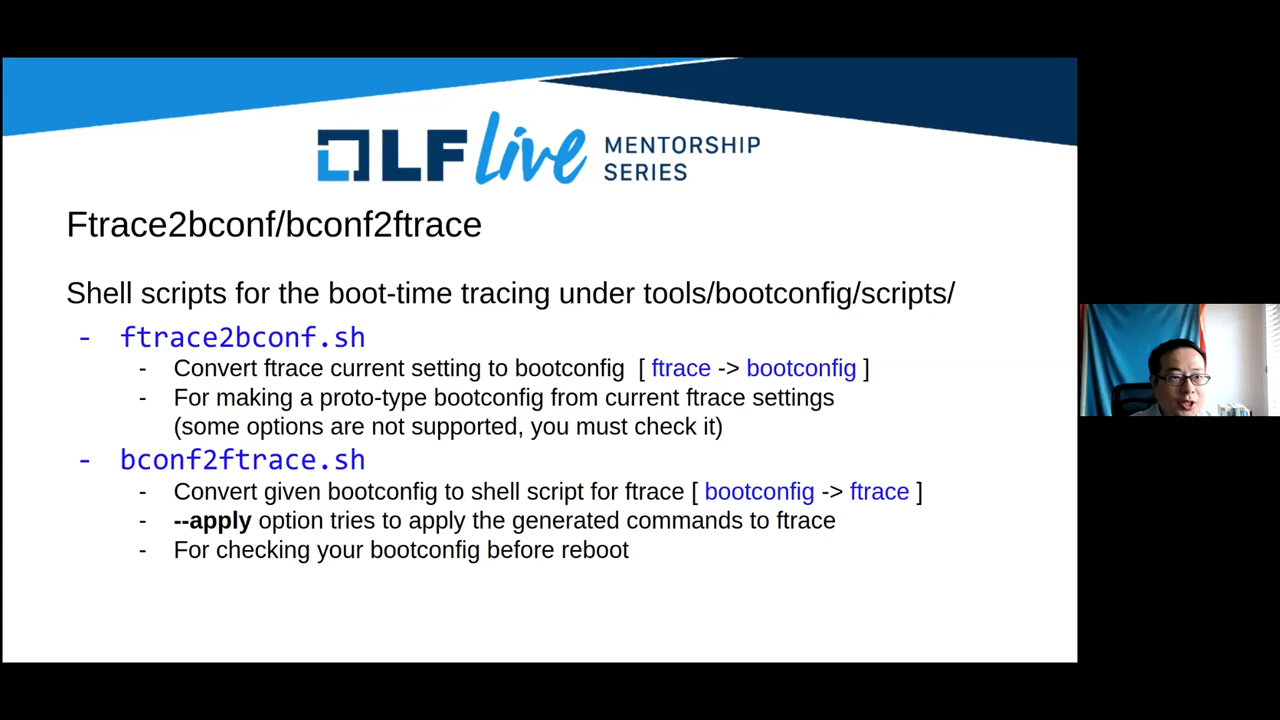 LF Live MENTORSHIP
SERIES
Ftrace2bconf/bconf2ftrace
Shell scripts for the boot-time tracing under tools/bootconfig/scripts/
- ftrace2bconf.sh
- Convert ftrace current setting to bootconfig [ ftrace -> bootconfig ]
- For making a proto-type bootconfig from current ftrace settings
(some options are not supported, you must check it)
- bconf2ftrace.sh
- Convert given bootconfig to shell script for ftrace [ bootconfig -> ftrace ]
- --apply option tries to apply the generated commands to ftrace
- For checking your bootconfig before reboot